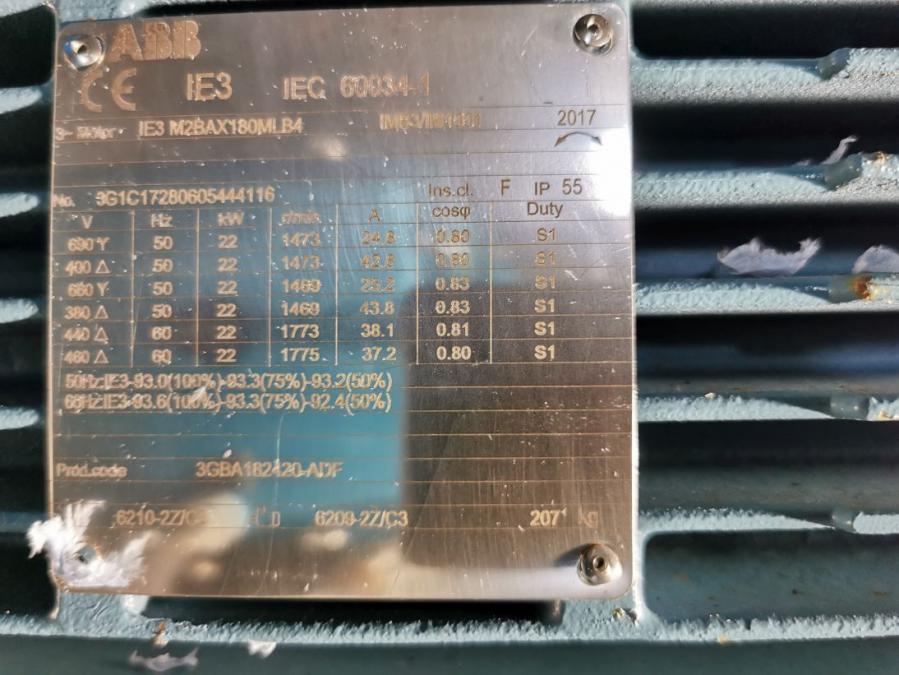 ABB
CE IE3 IEC 60034-1
3~ Motor IE3 M2BAX180MLB4 2017
No. 3G1C17280605444116 Ins.cl. F IP 55
V Hz kW r/min A cosφ Duty
690 Y 50 22 1473 24.8 0.80 S1
400 Δ 50 22 1473 42.8 0.80 S1
660 Y 50 22 1469 25.2 0.83 S1
380 Δ 50 22 1469 43.8 0.83 S1
440 Δ 60 22 1773 38.1 0.81 S1
460 Δ 60 22 1775 37.2 0.80 S1
50Hz:IE3-93.0(100%)-93.3(75%)-93.2(50%)
60Hz:IE3-93.6(100%)-93.3(75%)-92.4(50%)
Prod.code 3GBA182420-ADF
6210-2Z/C 6209-2Z/C3 207 kg